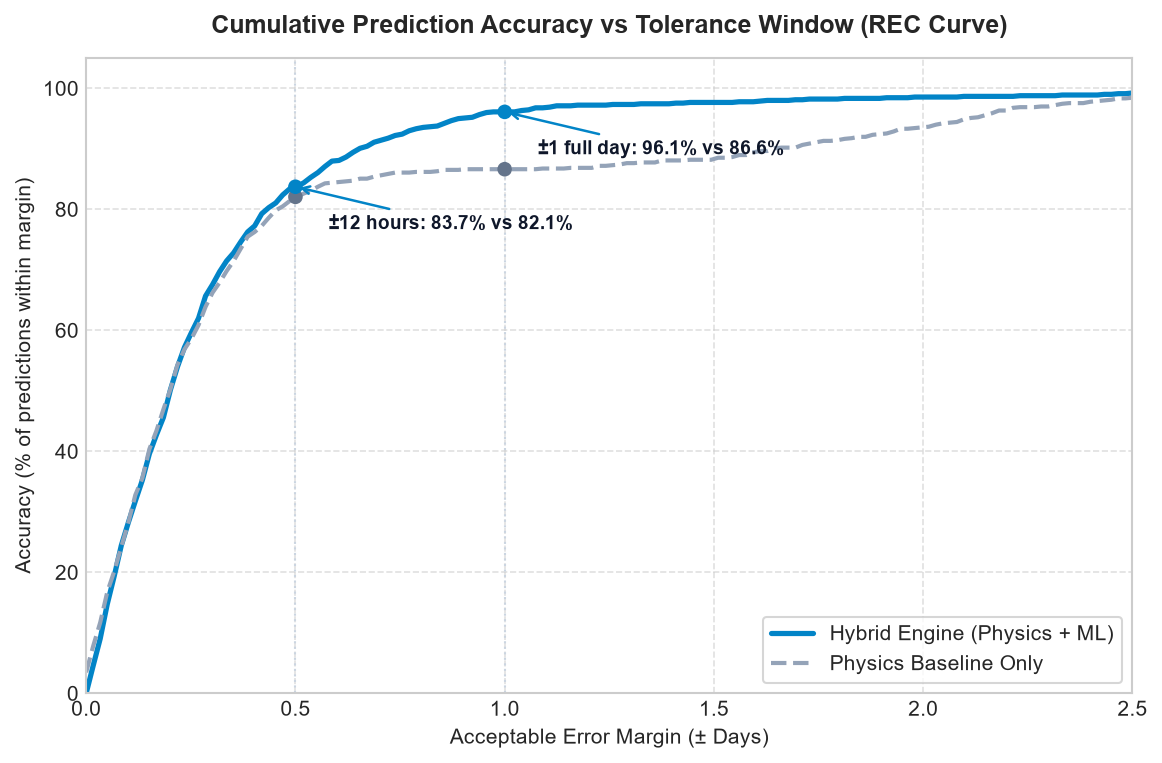 Cumulative Prediction Accuracy vs Tolerance Window (REC Curve)
Accuracy (% of predictions within margin)
100
80
60
40
20
0
±1 full day: 96.1% vs 86.6%
±12 hours: 83.7% vs 82.1%
Hybrid Engine (Physics + ML)
Physics Baseline Only
0.0 0.5 1.0 1.5 2.0 2.5
Acceptable Error Margin (± Days)